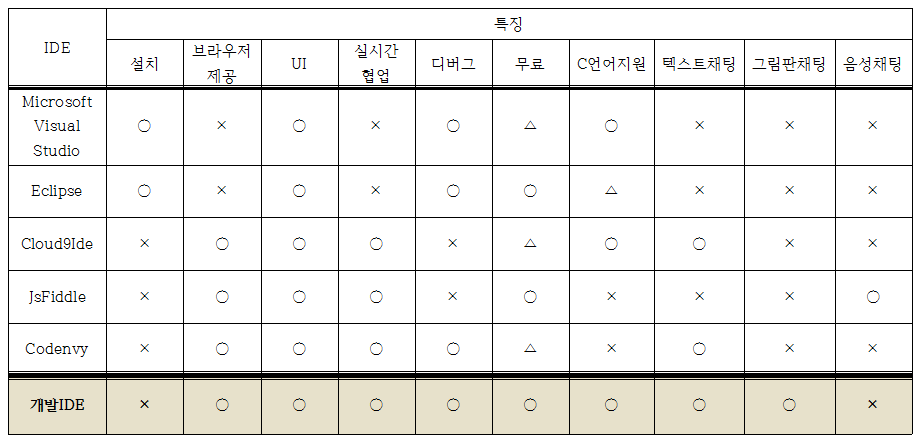 IDE
특징
설치 브라우저 제공 UI 실시간 협업 디버그 무료 C언어지원 텍스트채팅 그림판채팅 음성채팅
Microsoft Visual Studio ○ × ○ × ○ △ ○ × × ×
Eclipse ○ × ○ × ○ ○ △ × × ×
Cloud9Ide × ○ ○ ○ × △ ○ ○ × ×
JsFiddle × ○ ○ ○ × ○ × × × ○
Codenvy × ○ ○ ○ ○ △ × ○ × ×
개발IDE × ○ ○ ○ ○ ○ ○ ○ ○ ×